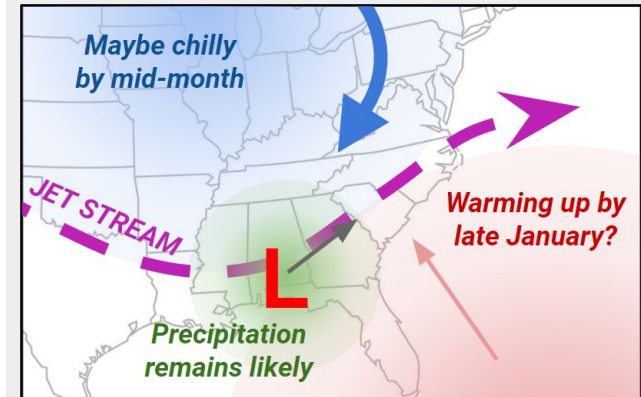 Maybe chilly
by mid-month
JET STREAM
Warming up by
late January?
L
Precipitation
remains likely